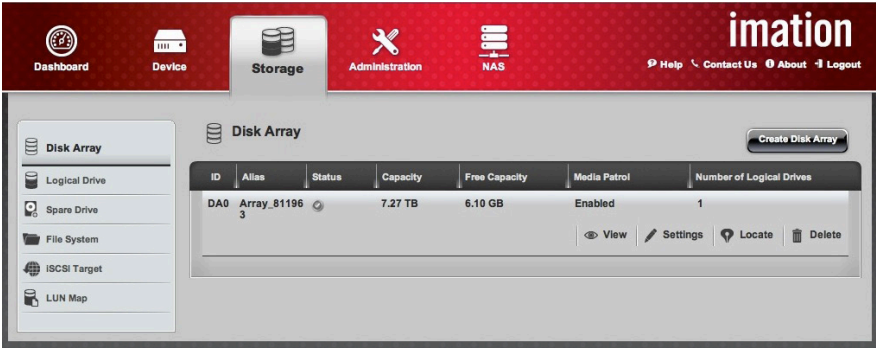 imation
Dashboard Device Storage Administration NAS
Help Contact Us About Logout
Disk Array
Logical Drive
Spare Drive
File System
iSCSI Target
LUN Map
Disk Array
Create Disk Array
ID Alias Status Capacity Free Capacity Media Patrol Number of Logical Drives
DA0 Array_81196 7.27 TB 6.10 GB Enabled 1
3
View Settings Locate Delete